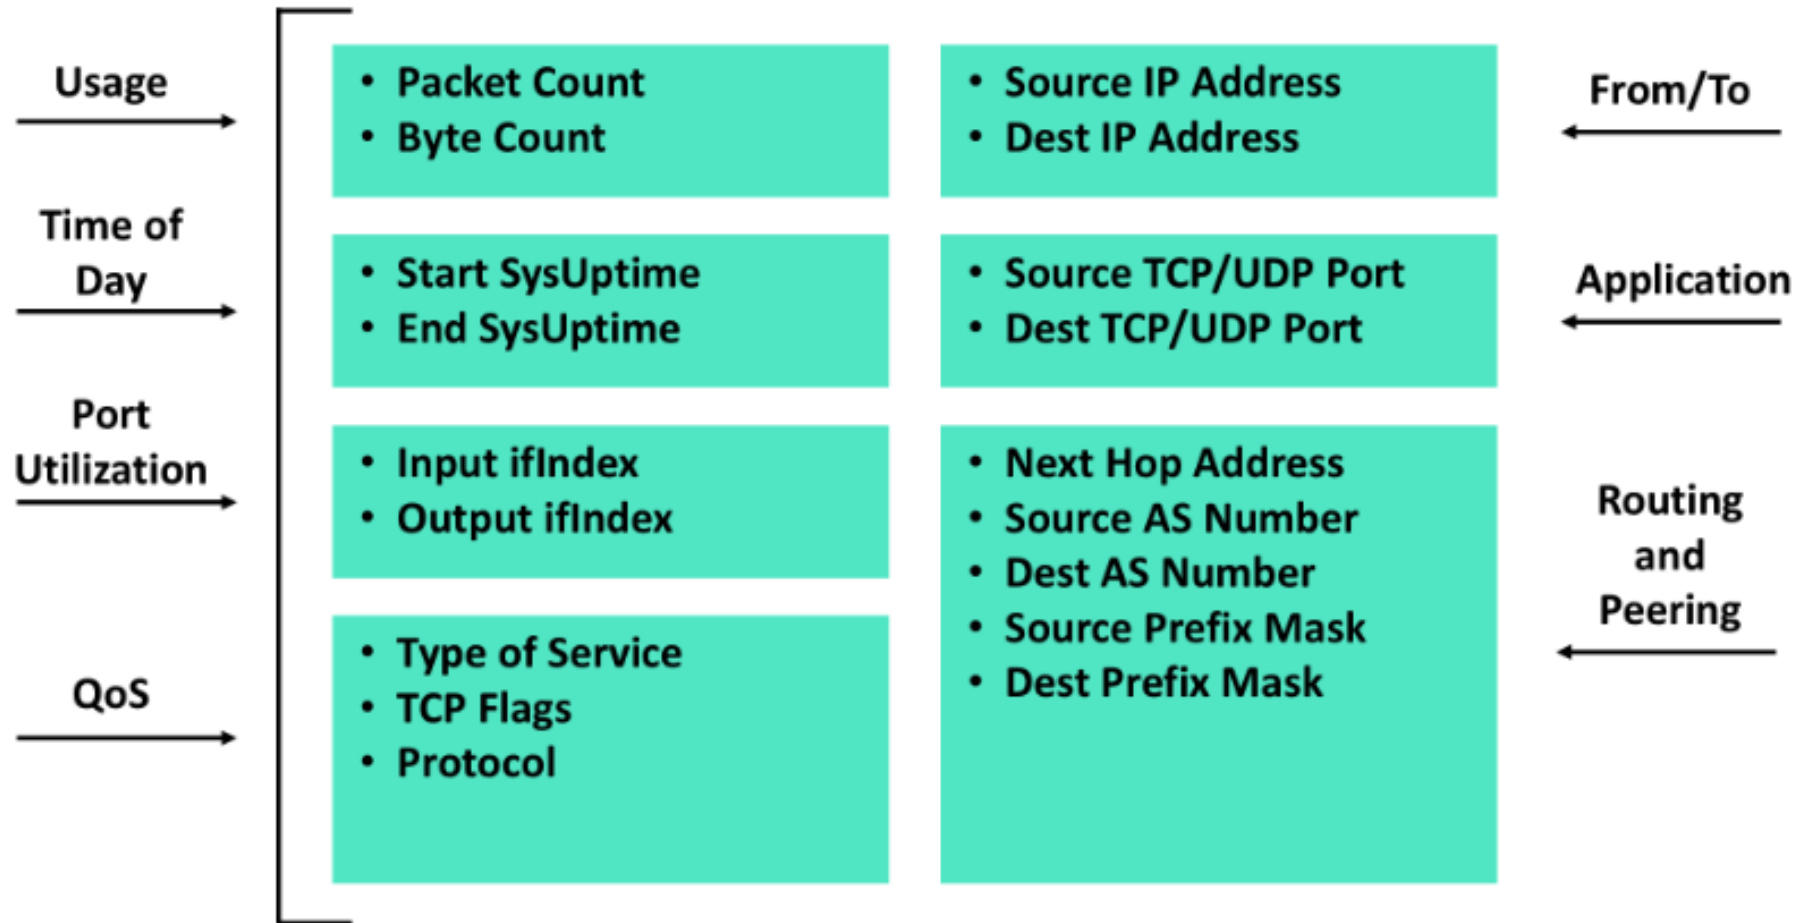 Usage
• Packet Count
• Byte Count
• Source IP Address
• Dest IP Address
From/To
Time of
Day
• Start SysUptime
• End SysUptime
• Source TCP/UDP Port
• Dest TCP/UDP Port
Application
Port
Utilization
• Input ifIndex
• Output ifIndex
• Next Hop Address
• Source AS Number
• Dest AS Number
• Source Prefix Mask
• Dest Prefix Mask
Routing
and
Peering
QoS
• Type of Service
• TCP Flags
• Protocol